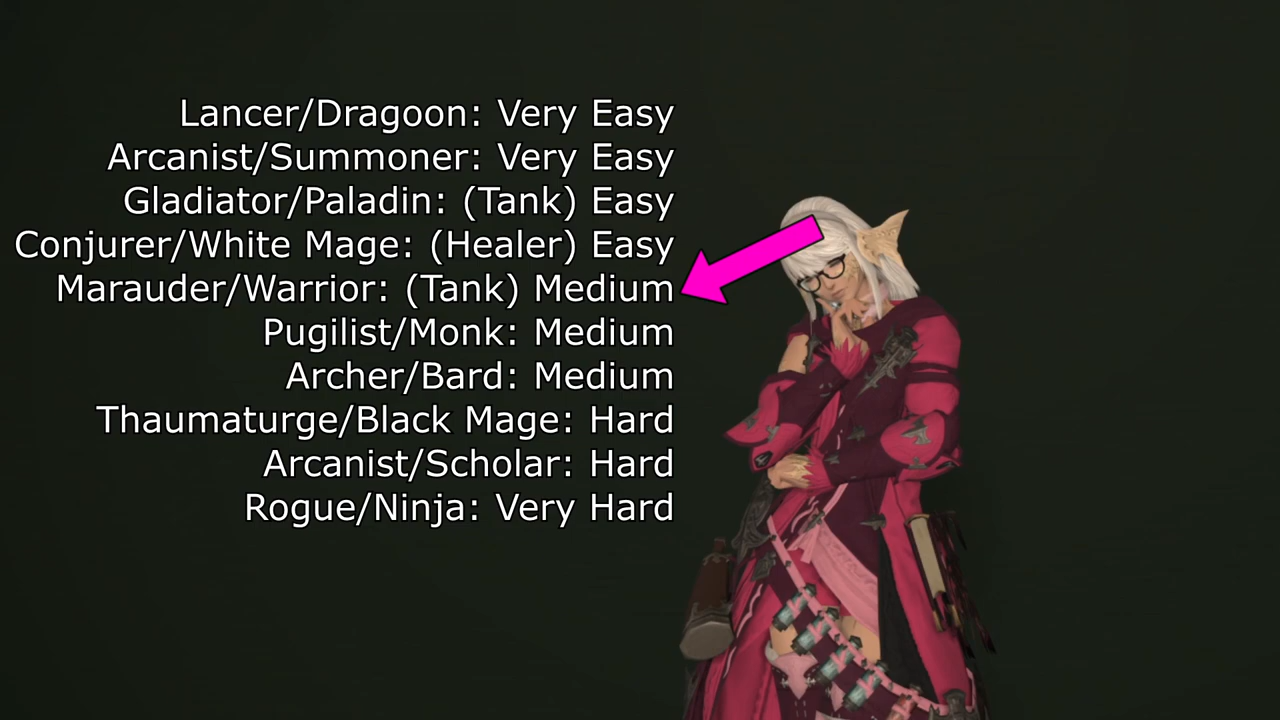 Lancer/Dragoon: Very Easy
Arcanist/Summoner: Very Easy
Gladiator/Paladin: (Tank) Easy
Conjurer/White Mage: (Healer) Easy
Marauder/Warrior: (Tank) Medium
Pugilist/Monk: Medium
Archer/Bard: Medium
Thaumaturge/Black Mage: Hard
Arcanist/Scholar: Hard
Rogue/Ninja: Very Hard